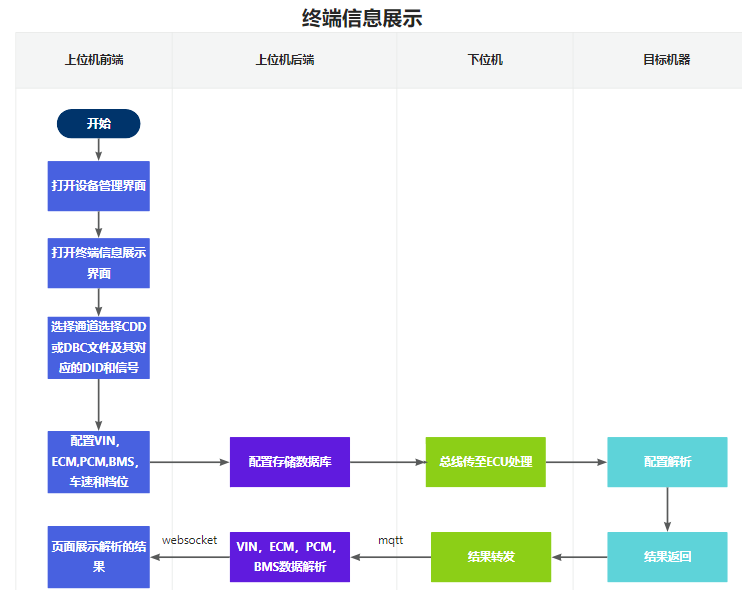 终端信息展示
上位机前端
上位机后端
下位机
目标机器
开始
打开设备管理界面
打开终端信息展示
界面
选择通道选择CDD
或DBC文件及其对
应的DID和信号
配置VIN，
ECM,PCM,BMS,
车速和档位
配置存储数据库
总线传至ECU处理
配置解析
页面展示解析的结
果
websocket
VIN，ECM，PCM，
BMS数据解析
mqtt
结果转发
结果返回